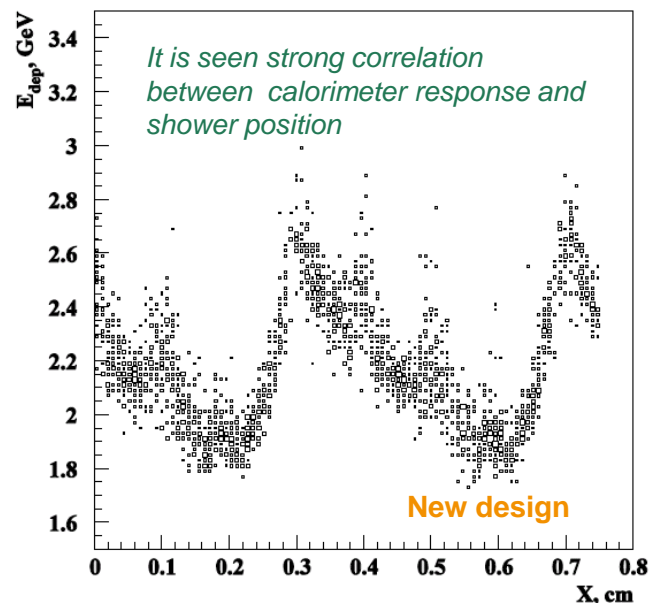 E_dep, GeV
3.4
It is seen strong correlation
between calorimeter response and
shower position
3.2
3
2.8
2.6
2.4
2.2
2
1.8
1.6
New design
0 0.1 0.2 0.3 0.4 0.5 0.6 0.7 0.8
X, cm